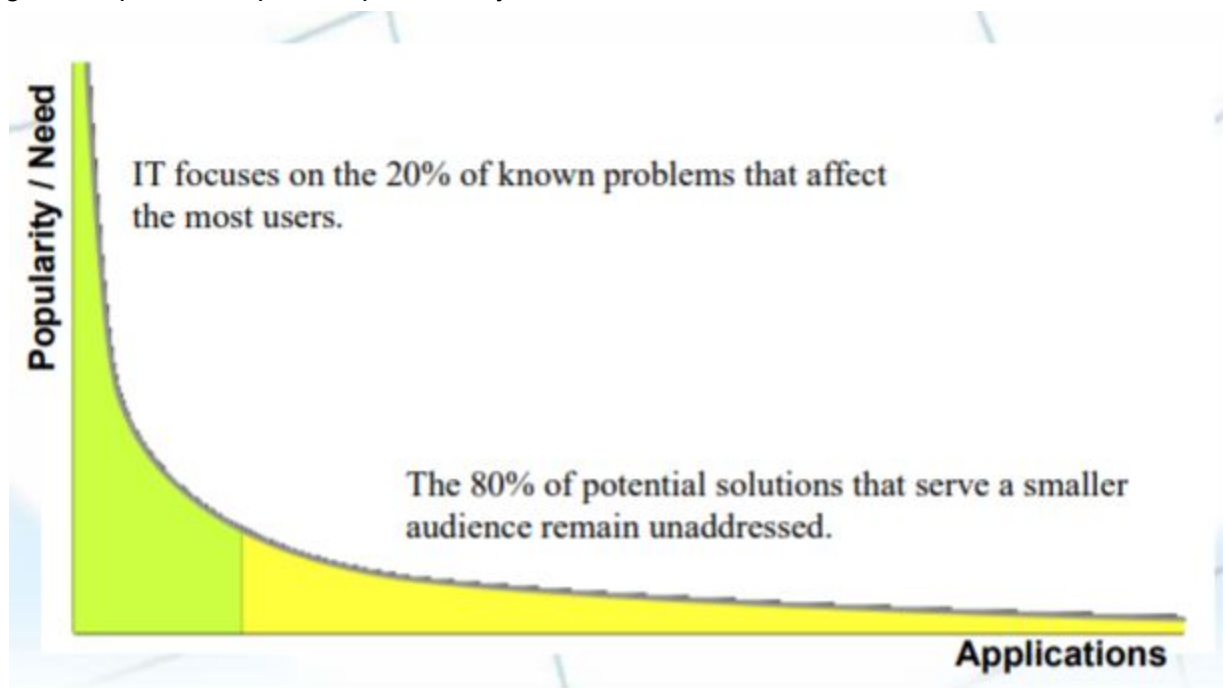 Popularity / Need
IT focuses on the 20% of known problems that affect
the most users.
The 80% of potential solutions that serve a smaller
audience remain unaddressed.
Applications